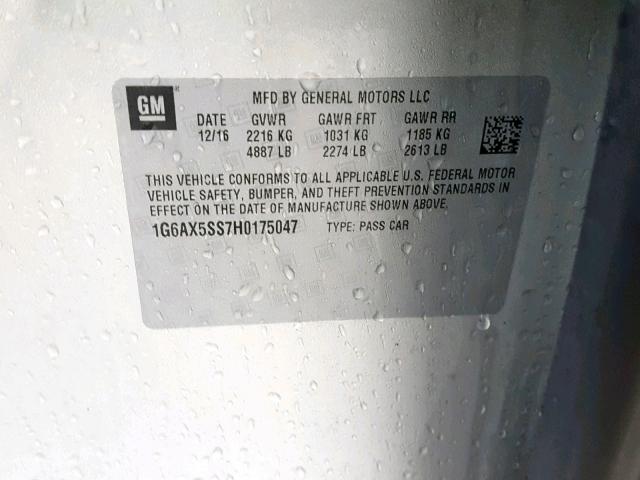 GM
MFD BY GENERAL MOTORS LLC
DATE GVWR GAWR FRT GAWR RR
12/16 2216 KG 1031 KG 1185 KG
4887 LB 2274 LB 2613 LB
THIS VEHICLE CONFORMS TO ALL APPLICABLE U.S. FEDERAL MOTOR
VEHICLE SAFETY, BUMPER, AND THEFT PREVENTION STANDARDS IN
EFFECT ON THE DATE OF MANUFACTURE SHOWN ABOVE.
1G6AX5SS7H0175047 TYPE: PASS CAR